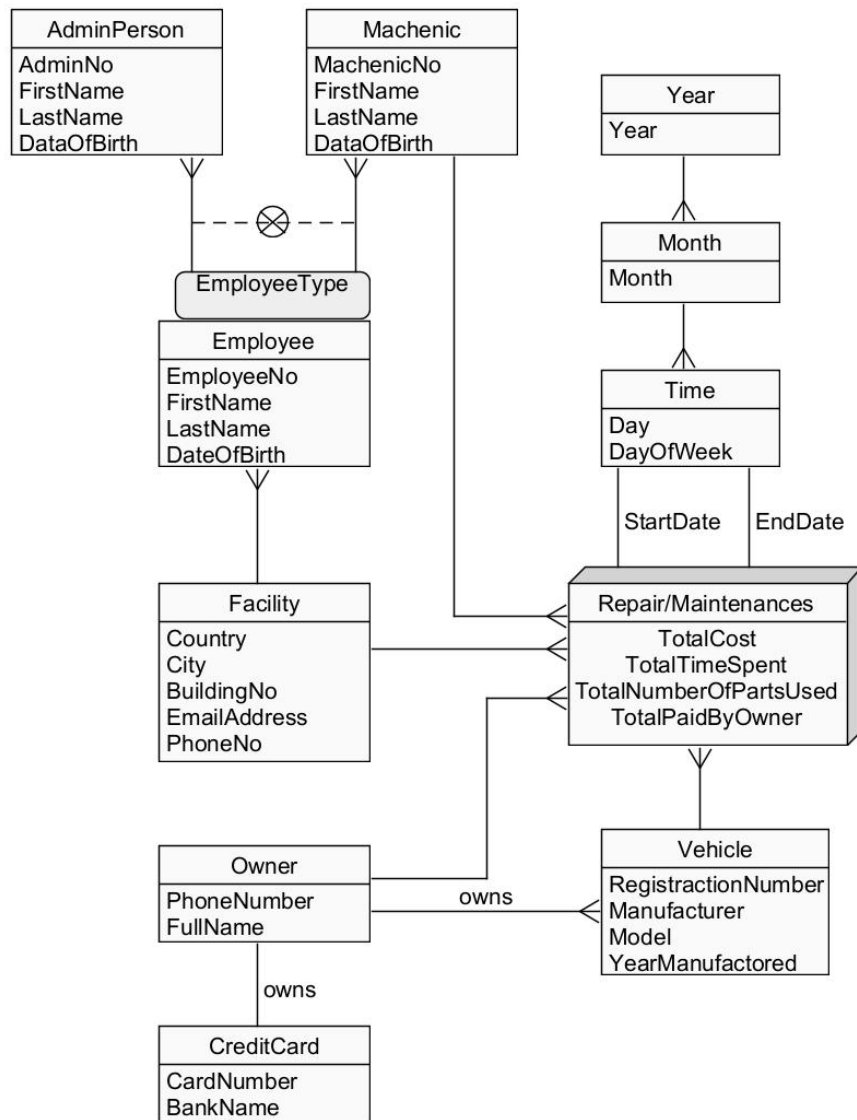 AdminPerson
AdminNo
FirstName
LastName
DataOfBirth
Machenic
MachenicNo
FirstName
LastName
DataOfBirth
Year
Year
Month
Month
EmployeeType
Employee
EmployeeNo
FirstName
LastName
DateOfBirth
Time
Day
DayOfWeek
StartDate
EndDate
Facility
Country
City
BuildingNo
EmailAddress
PhoneNo
Repair/Maintenances
TotalCost
TotalTimeSpent
TotalNumberOfPartsUsed
TotalPaidByOwner
Owner
PhoneNumber
FullName
owns
Vehicle
RegistractionNumber
Manufacturer
Model
YearManufactored
owns
CreditCard
CardNumber
BankName